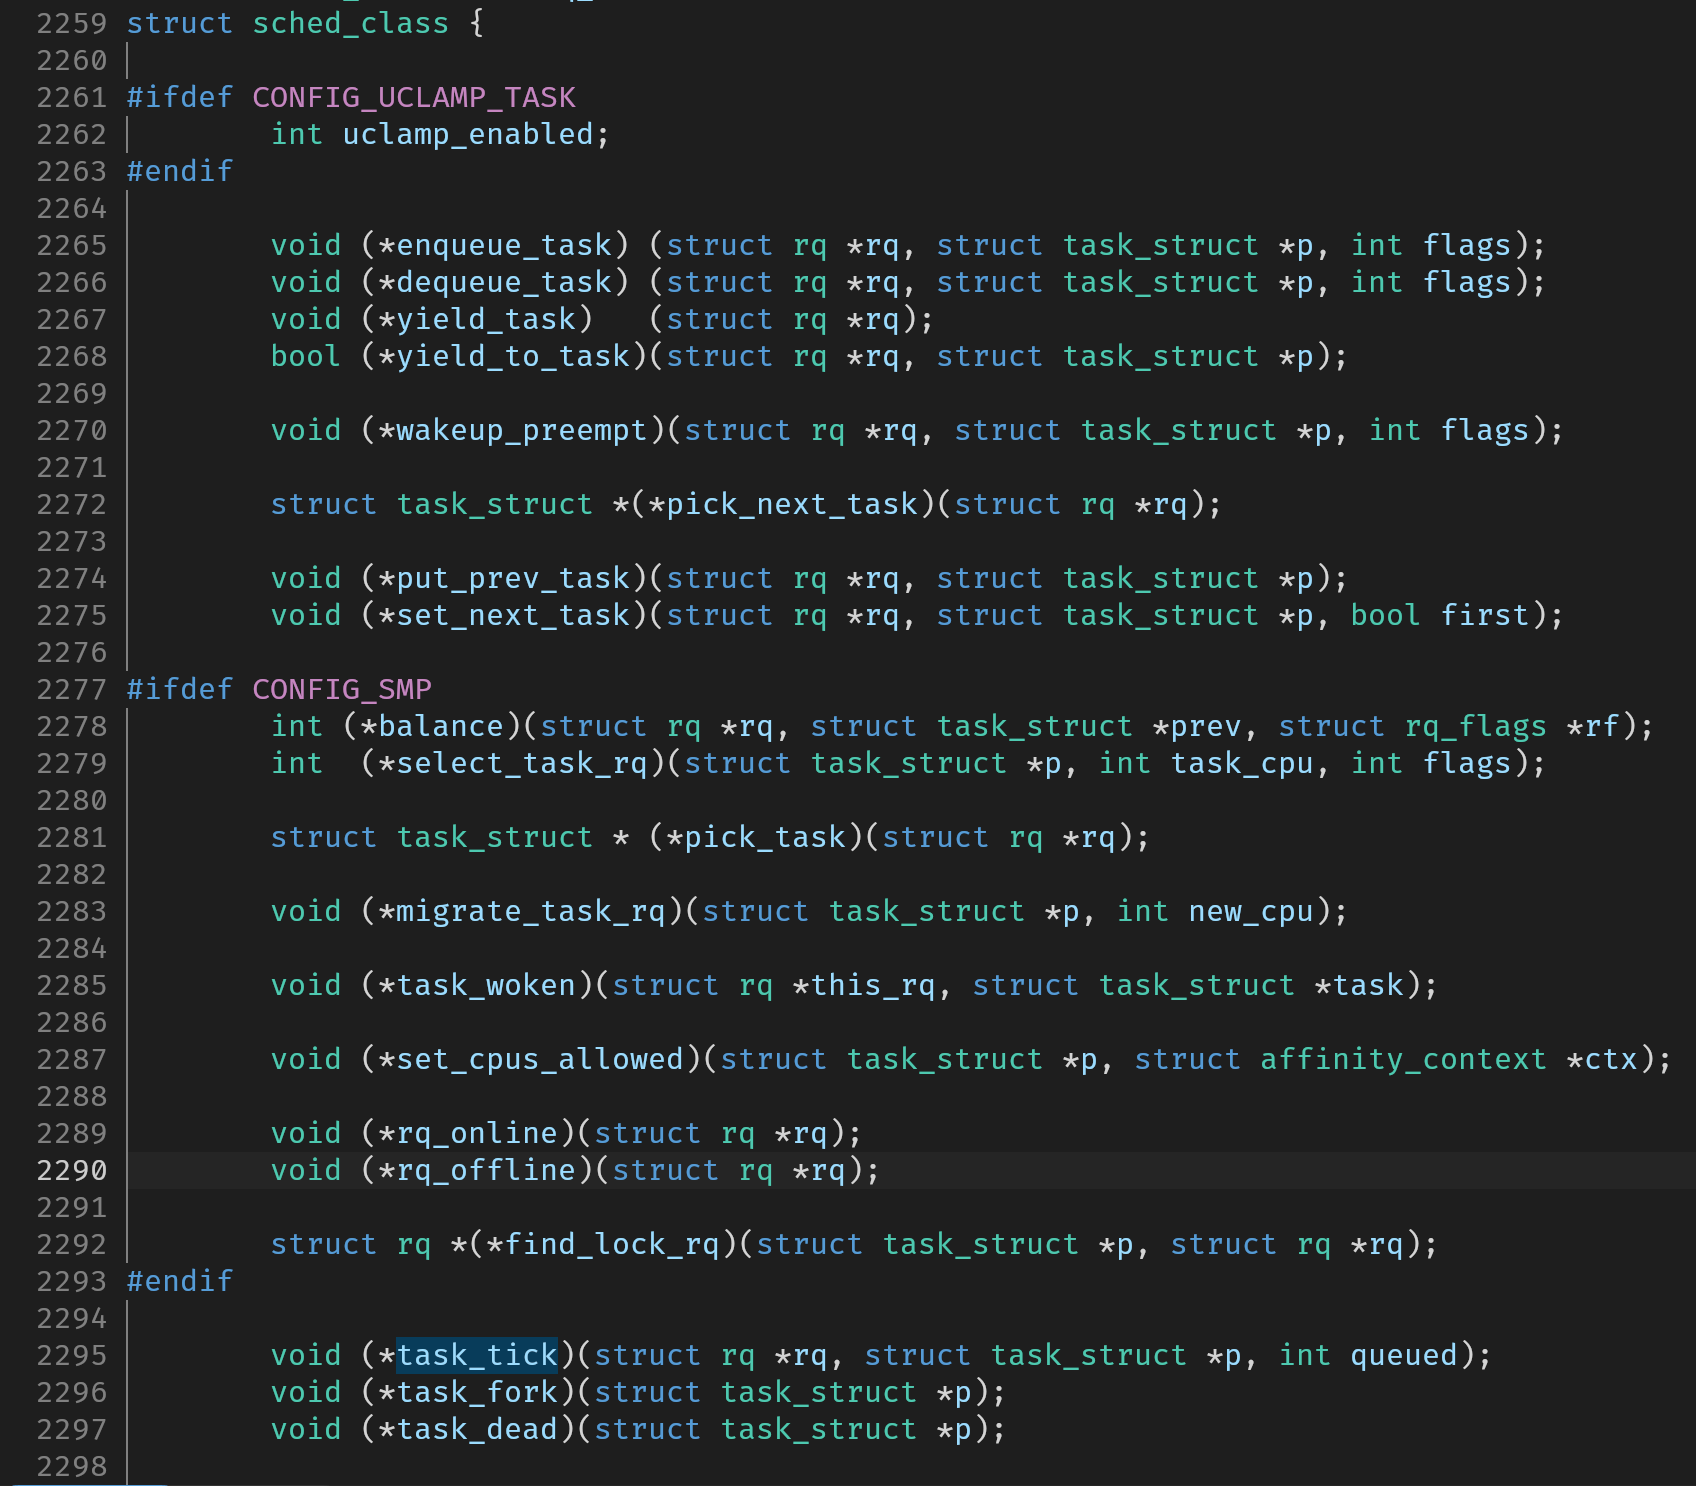 2259 struct sched_class {
2260
2261 #ifdef CONFIG_UCLAMP_TASK
2262         int uclamp_enabled;
2263 #endif
2264
2265         void (*enqueue_task) (struct rq *rq, struct task_struct *p, int flags);
2266         void (*dequeue_task) (struct rq *rq, struct task_struct *p, int flags);
2267         void (*yield_task)   (struct rq *rq);
2268         bool (*yield_to_task)(struct rq *rq, struct task_struct *p);
2269
2270         void (*wakeup_preempt)(struct rq *rq, struct task_struct *p, int flags);
2271
2272         struct task_struct *(*pick_next_task)(struct rq *rq);
2273
2274         void (*put_prev_task)(struct rq *rq, struct task_struct *p);
2275         void (*set_next_task)(struct rq *rq, struct task_struct *p, bool first);
2276
2277 #ifdef CONFIG_SMP
2278         int (*balance)(struct rq *rq, struct task_struct *prev, struct rq_flags *rf);
2279         int  (*select_task_rq)(struct task_struct *p, int task_cpu, int flags);
2280
2281         struct task_struct * (*pick_task)(struct rq *rq);
2282
2283         void (*migrate_task_rq)(struct task_struct *p, int new_cpu);
2284
2285         void (*task_woken)(struct rq *this_rq, struct task_struct *task);
2286
2287         void (*set_cpus_allowed)(struct task_struct *p, struct affinity_context *ctx);
2288
2289         void (*rq_online)(struct rq *rq);
2290         void (*rq_offline)(struct rq *rq);
2291
2292         struct rq *(*find_lock_rq)(struct task_struct *p, struct rq *rq);
2293 #endif
2294
2295         void (*task_tick)(struct rq *rq, struct task_struct *p, int queued);
2296         void (*task_fork)(struct task_struct *p);
2297         void (*task_dead)(struct task_struct *p);
2298